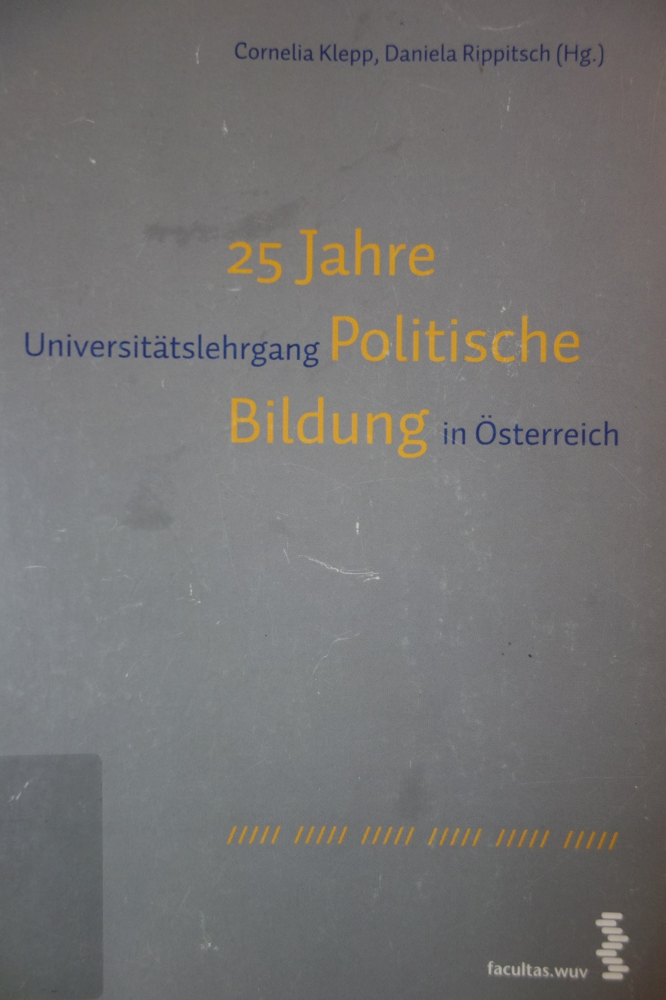 Cornelia Klepp, Daniela Rippitsch (Hg.)
25 Jahre
Universitätslehrgang Politische
Bildung in Österreich
///// ///// ///// ///// ///// /////
facultas.wuv